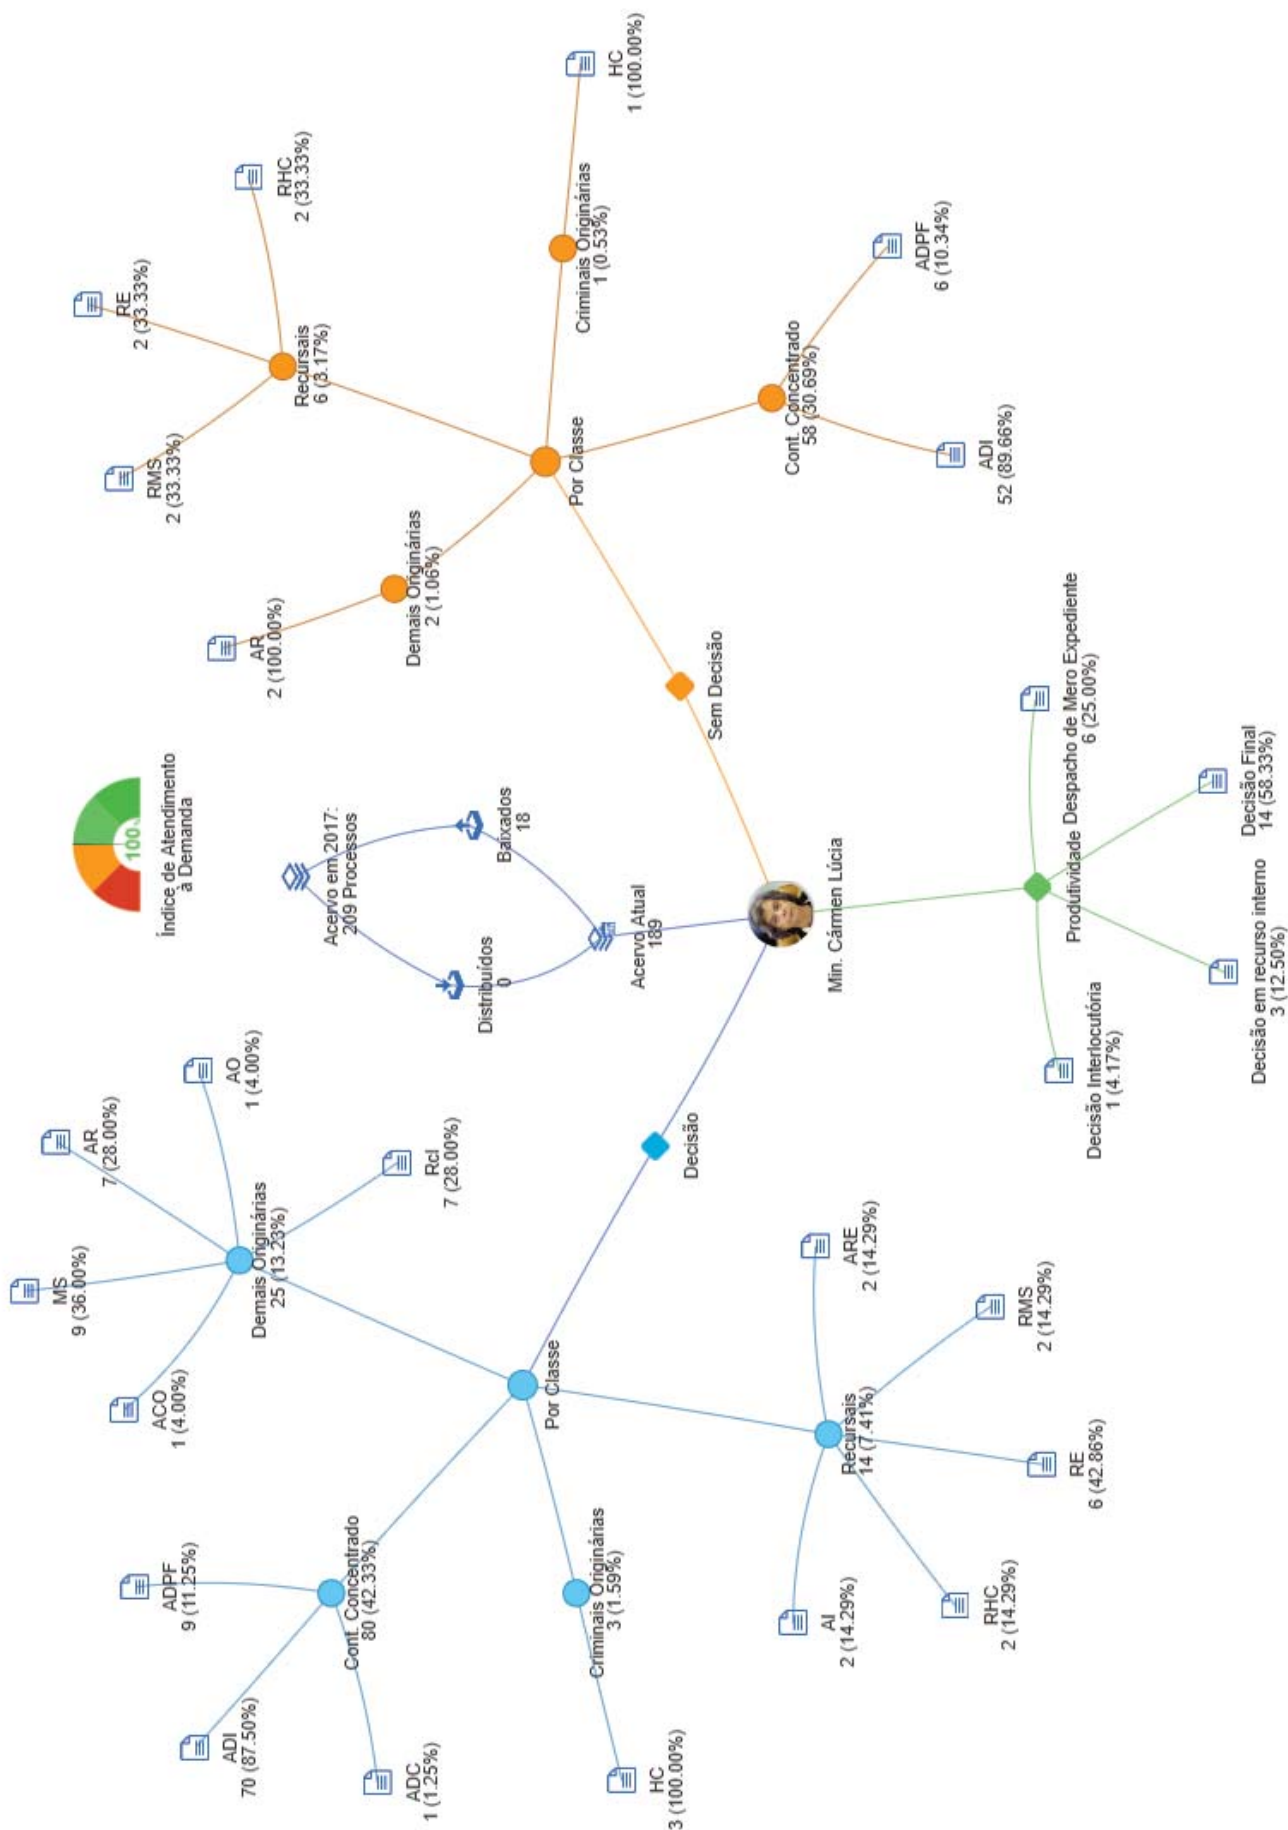 100%
Índice de Atendimento
à Demanda
Acervo em 2017:
209 Processos
Distribuídos
0
Baixados
18
Acervo Atual
189
Min. Cármen Lúcia
Decisão
Por Classe
Demais Originárias
25 (13.23%)
ACO
1 (4.00%)
MS
9 (36.00%)
AR
7 (28.00%)
AO
1 (4.00%)
Rcl
7 (28.00%)
Cont. Concentrado
80 (42.33%)
ADPF
9 (11.25%)
ADI
70 (87.50%)
ADC
1 (1.25%)
Criminais Originárias
3 (1.59%)
HC
3 (100.00%)
Recursais
14 (7.41%)
AI
2 (14.29%)
RHC
2 (14.29%)
RE
6 (42.86%)
RMS
2 (14.29%)
ARE
2 (14.29%)
Sem Decisão
Por Classe
Demais Originárias
2 (1.06%)
AR
2 (100.00%)
Recursais
6 (3.17%)
RMS
2 (33.33%)
RE
2 (33.33%)
RHC
2 (33.33%)
Criminais Originárias
1 (0.53%)
HC
1 (100.00%)
Cont. Concentrado
58 (30.69%)
ADI
52 (89.66%)
ADPF
6 (10.34%)
Produtividade
Decisão Interlocutória
1 (4.17%)
Decisão em recurso interno
3 (12.50%)
Decisão Final
14 (58.33%)
Despacho de Mero Expediente
6 (25.00%)